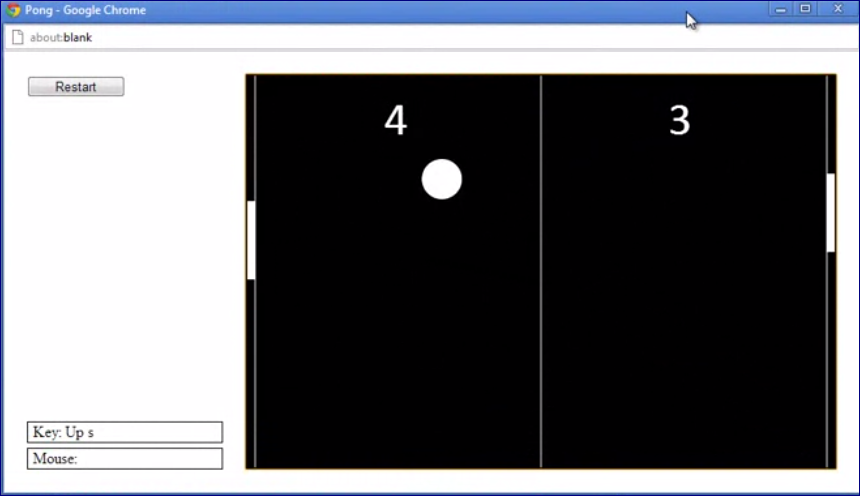 Pong - Google Chrome
about:blank
Restart
4 3
Key: Up s
Mouse: